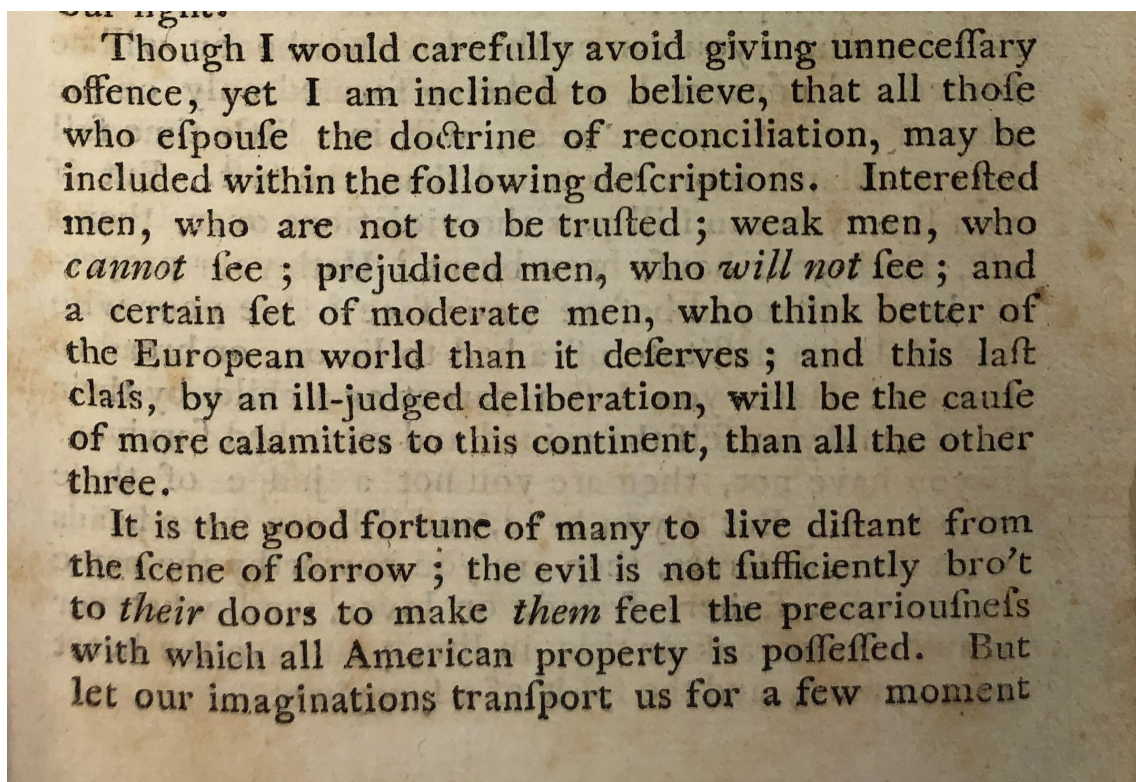 our light.
Though I would carefully avoid giving unneceſſary
offence, yet I am inclined to believe, that all thoſe
who eſpouſe the doctrine of reconciliation, may be
included within the following deſcriptions. Intereſted
men, who are not to be truſted ; weak men, who
cannot ſee ; prejudiced men, who will not ſee ; and
a certain ſet of moderate men, who think better of
the European world than it deſerves ; and this laſt
claſs, by an ill-judged deliberation, will be the cauſe
of more calamities to this continent, than all the other
three.
It is the good fortune of many to live diſtant from
the ſcene of ſorrow ; the evil is not ſufficiently bro't
to their doors to make them feel the precariouſneſs
with which all American property is poſſeſſed. But
let our imaginations tranſport us for a few moment